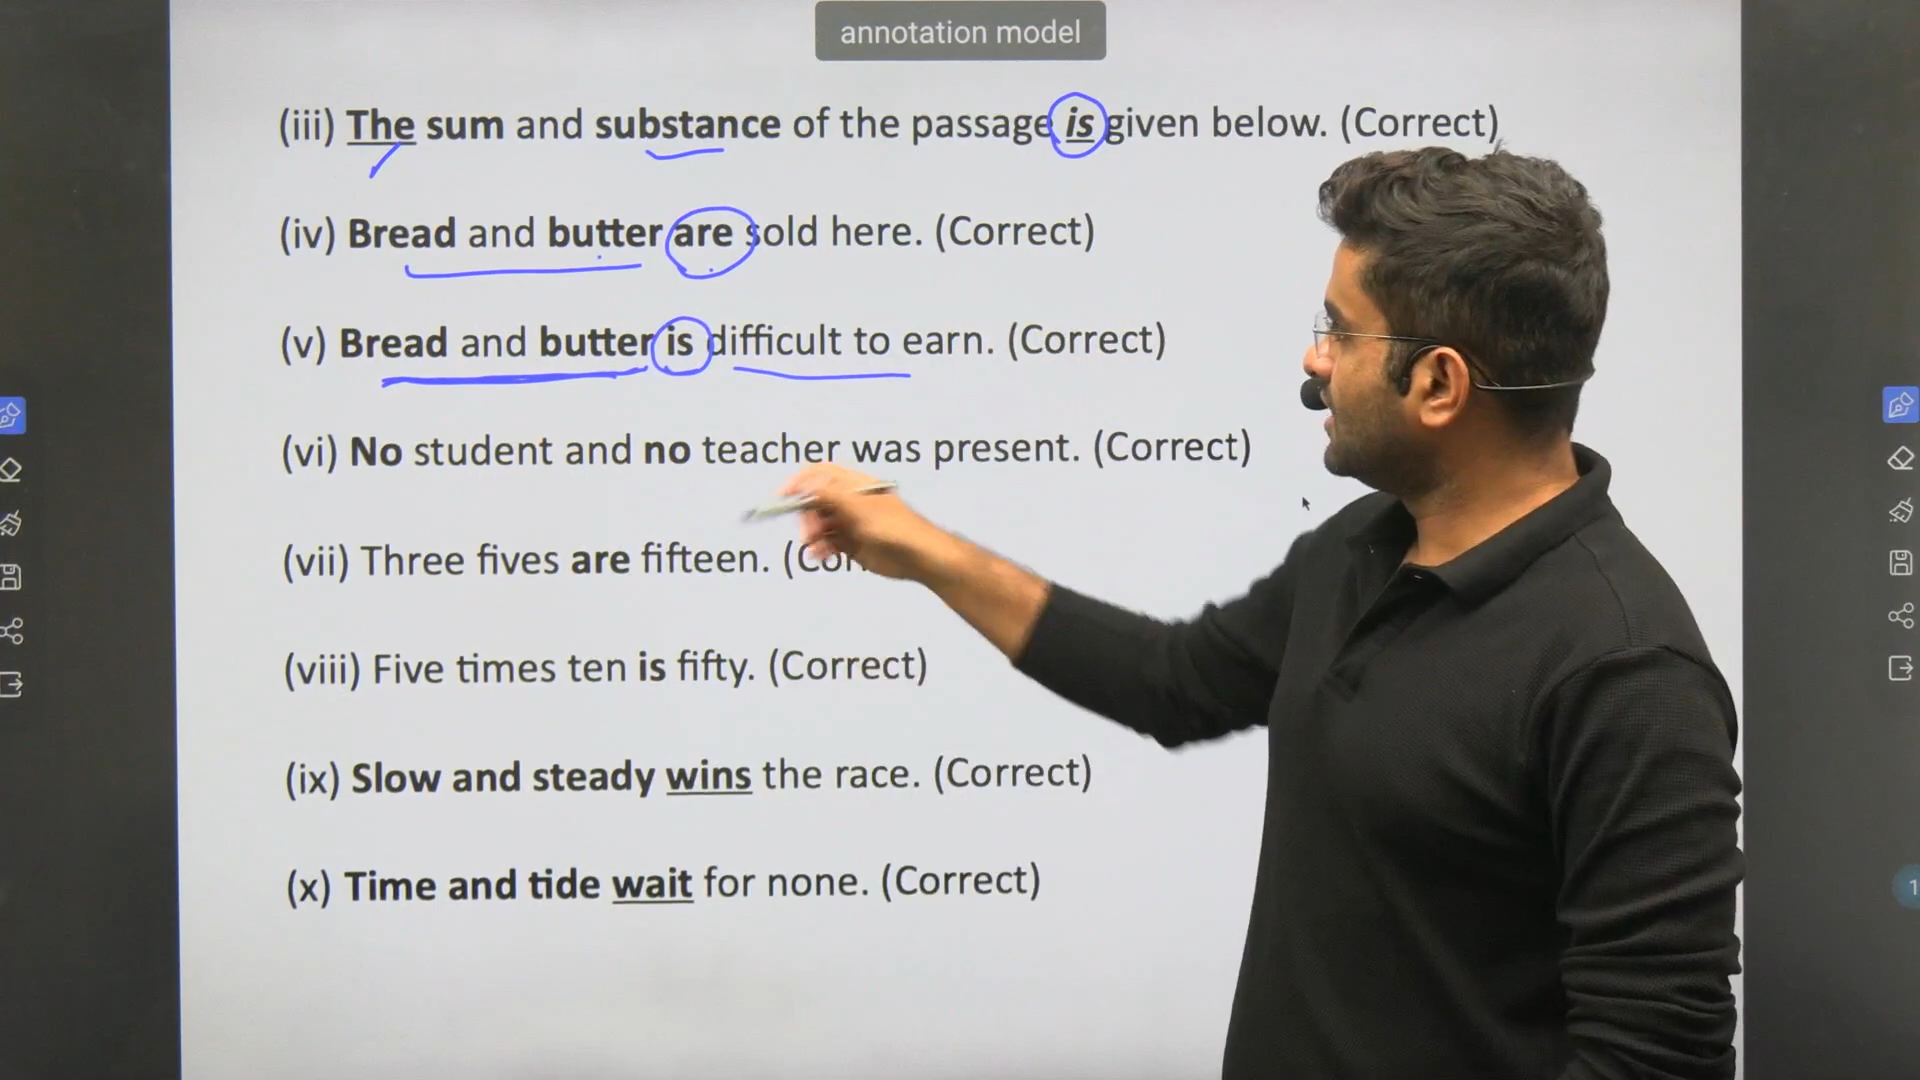 annotation model
(iii) The sum and substance of the passage is given below. (Correct)
(iv) Bread and butter are sold here. (Correct)
(v) Bread and butter is difficult to earn. (Correct)
(vi) No student and no teacher was present. (Correct)
(vii) Three fives are fifteen.
(viii) Five times ten is fifty. (Correct)
(ix) Slow and steady wins the race. (Correct)
(x) Time and tide wait for none. (Correct)
1